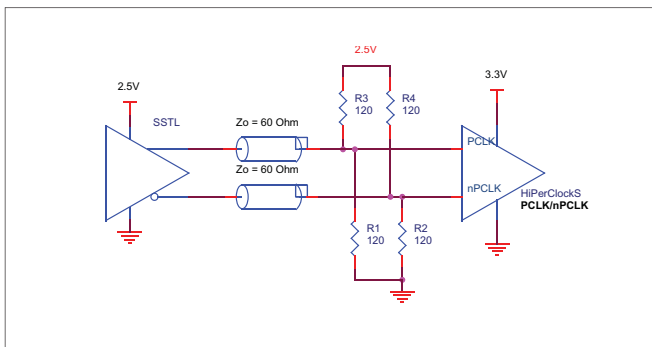 2.5V
2.5V
3.3V
SSTL
Zo = 60 Ohm
R3
120
R4
120
PCLK
Zo = 60 Ohm
nPCLK
HiPerClockS
PCLK/nPCLK
R1
120
R2
120